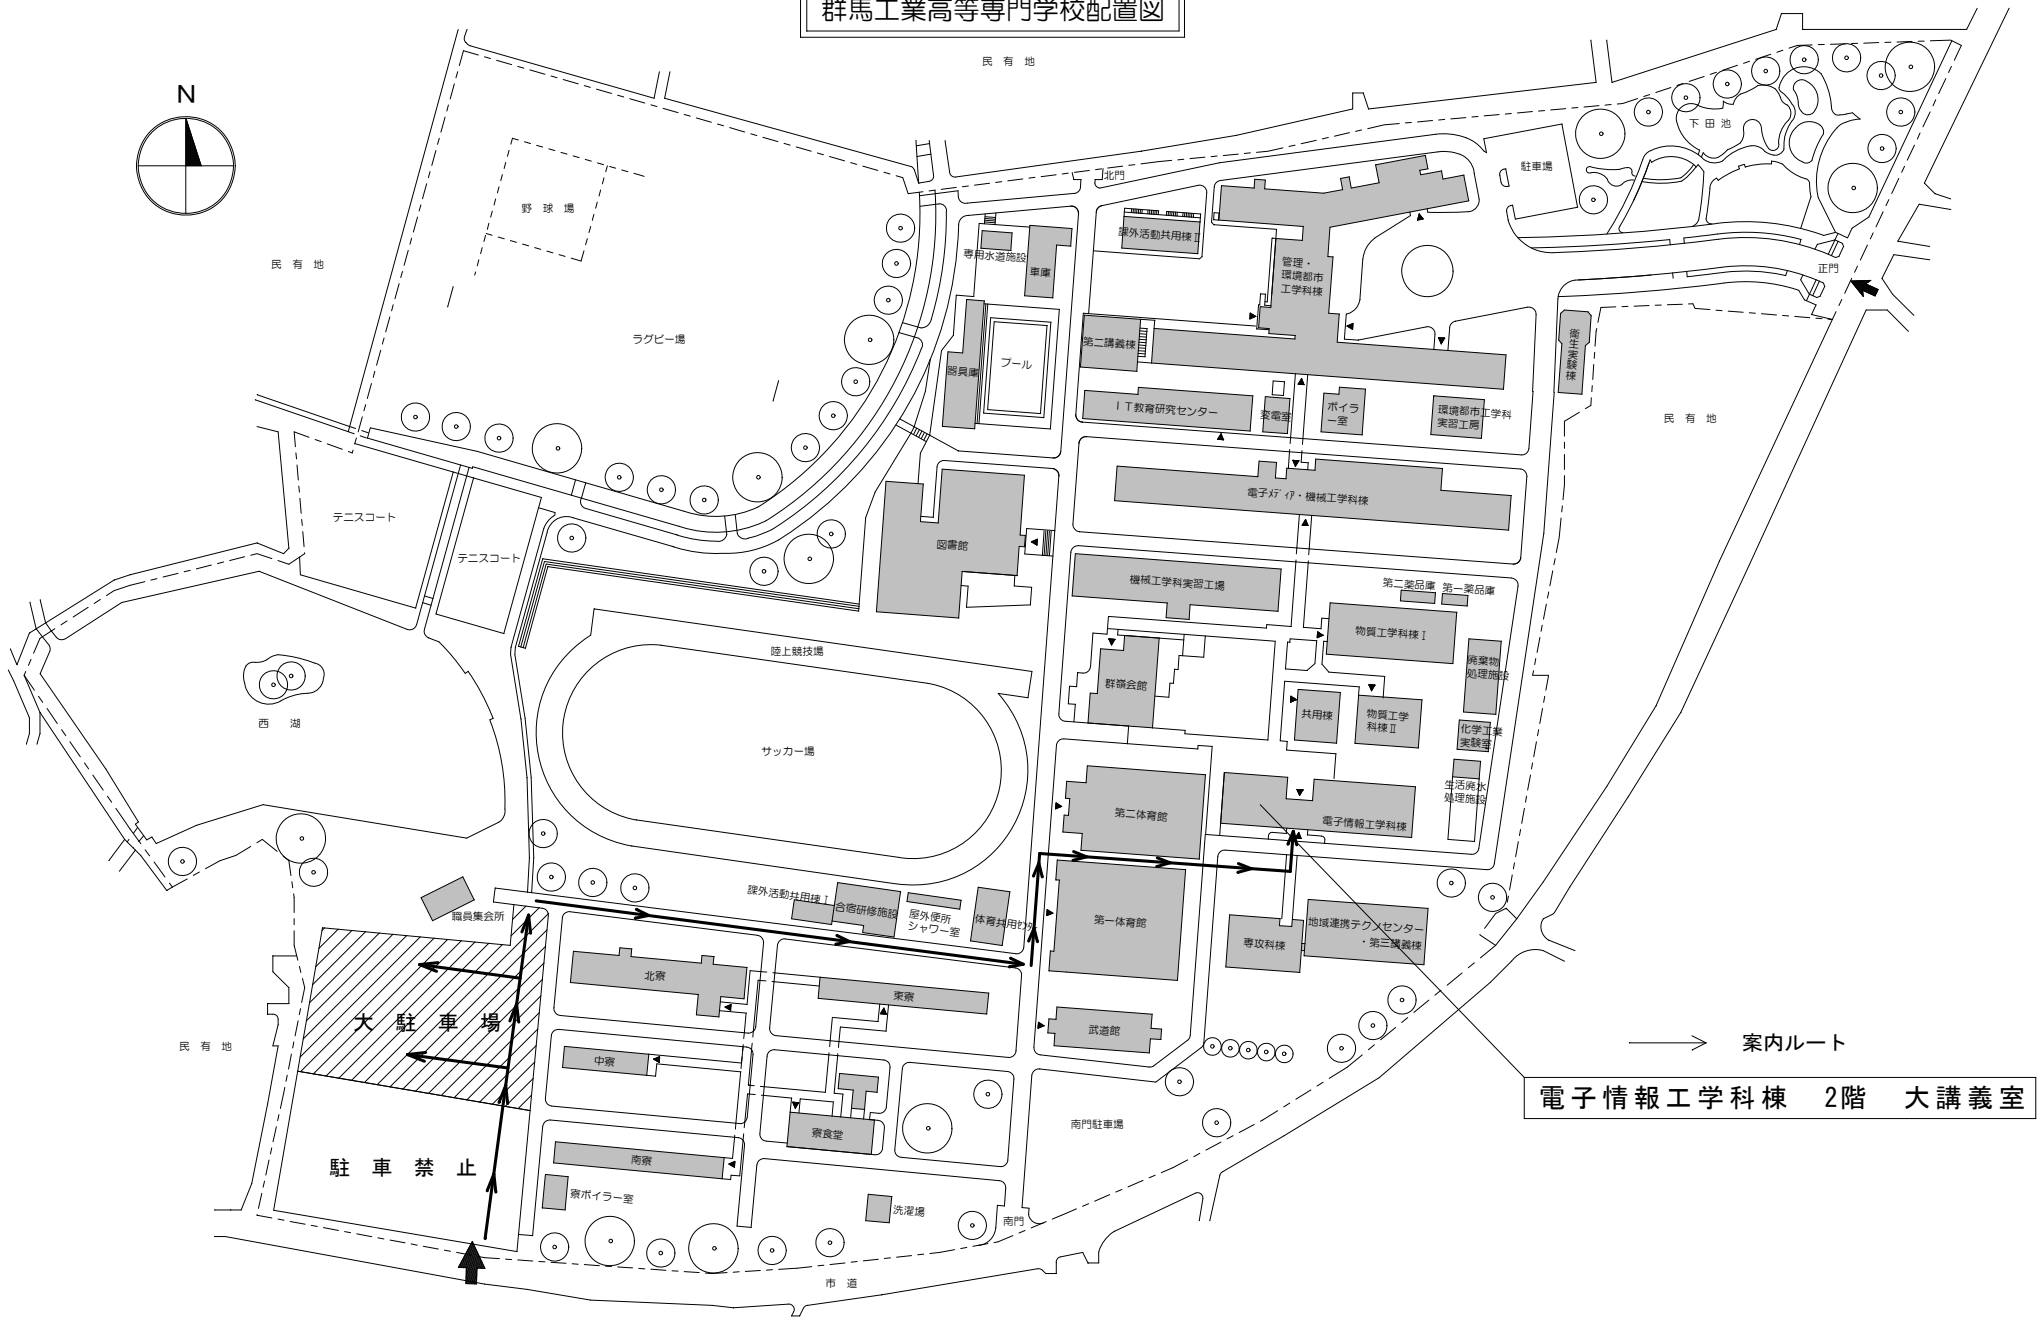 群馬工業高等専門学校配置図
N
民有地
北門
下田池
駐車場
正門
野球場
民有地
ラグビー場
専用水道施設
車庫
課外活動共用棟Ⅱ
管理・
環境都市
工学科棟
衛生実験棟
第二講義棟
器具庫
プール
ＩＴ教育研究センター
変電室
ボイラ
ー室
環境都市工学科
実習工房
民有地
テニスコート
テニスコート
電子ﾒﾃﾞｨｱ・機械工学科棟
図書館
機械工学科実習工場
第二薬品庫
第一薬品庫
物質工学科棟Ⅰ
廃棄物
処理施設
陸上競技場
西湖
群嶺会館
共用棟
物質工学
科棟Ⅱ
化学工業
実験室
サッカー場
生活廃水
処理施設
第二体育館
電子情報工学科棟
職員集会所
課外活動共用棟Ⅰ
合宿研修施設
屋外便所
シャワー室
体育共用ｾﾝﾀｰ
第一体育館
専攻科棟
地域連携テクノセンター
・第三講義棟
北寮
東寮
大駐車場
武道館
民有地
中寮
案内ルート
電子情報工学科棟　2階　大講義室
寮食堂
南門駐車場
駐車禁止
南寮
寮ボイラー室
洗濯場
南門
市道